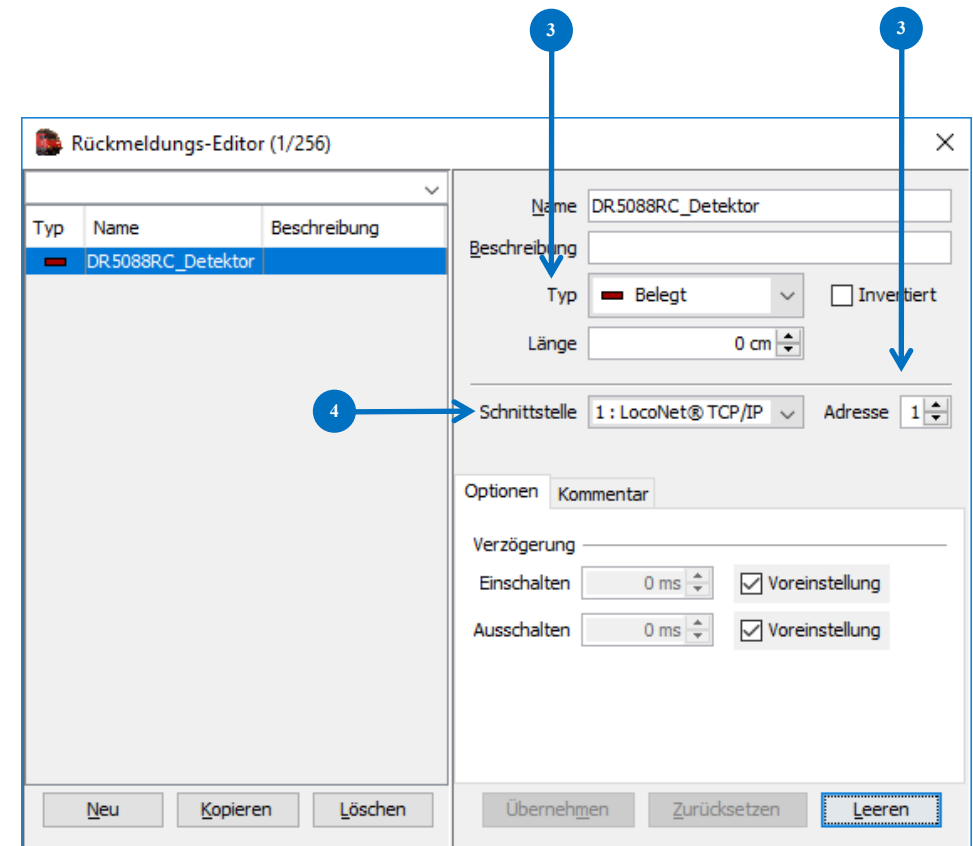 3 3
Rückmeldungs-Editor (1/256)
Typ Name Beschreibung
DR5088RC_Detektor
Name DR5088RC_Detektor
Beschreibung
Typ Belegt Invertiert
Länge 0 cm
4 Schnittstelle 1 : LocoNet® TCP/IP Adresse 1
Optionen Kommentar
Verzögerung
Einschalten 0 ms Voreinstellung
Ausschalten 0 ms Voreinstellung
Neu Kopieren Löschen Übernehmen Zurücksetzen Leeren